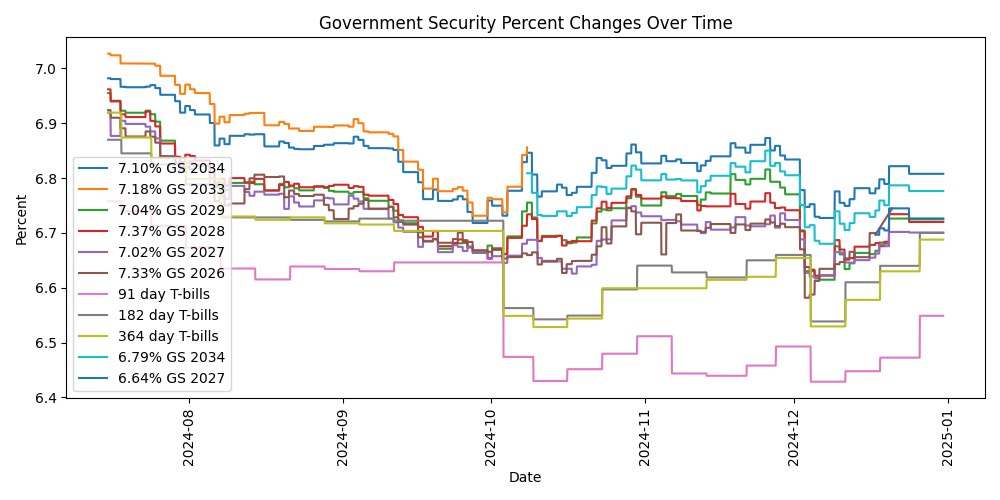 Government Security Percent Changes Over Time
Percent
7.0
6.9
6.8
6.7
6.6
6.5
6.4
7.10% GS 2034
7.18% GS 2033
7.04% GS 2029
7.37% GS 2028
7.02% GS 2027
7.33% GS 2026
91 day T-bills
182 day T-bills
364 day T-bills
6.79% GS 2034
6.64% GS 2027
2024-08
2024-09
2024-10
2024-11
2024-12
2025-01
Date